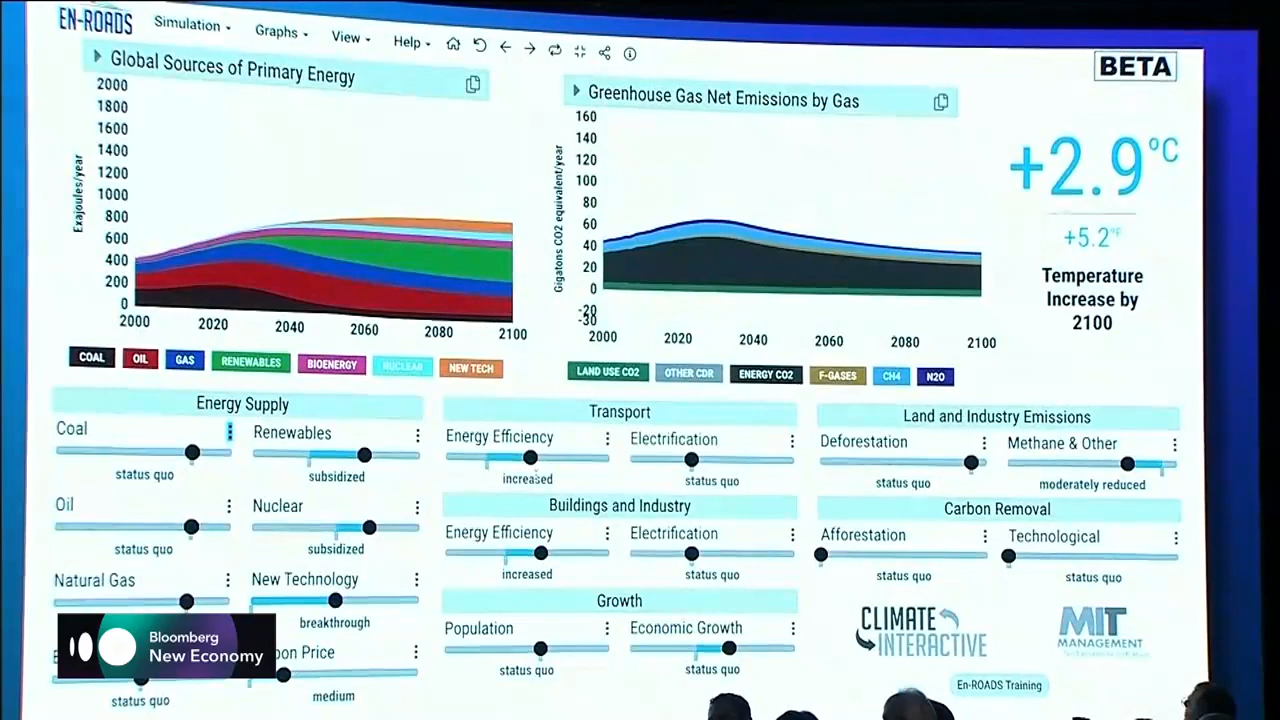 EN-ROADS
Simulation
Graphs
View
Help
BETA
Global Sources of Primary Energy
Exajoules/year
2000
1800
1600
1400
1200
1000
800
600
400
200
0
2000
2020
2040
2060
2080
2100
COAL
OIL
GAS
RENEWABLES
BIOENERGY
NUCLEAR
NEW TECH
Greenhouse Gas Net Emissions by Gas
Gigatons CO2 equivalent/year
160
140
120
100
80
60
40
20
0
-20
-30
2000
2020
2040
2060
2080
2100
LAND USE CO2
OTHER CDR
ENERGY CO2
F-GASES
CH4
N2O
+2.9°C
+5.2°F
Temperature
Increase by
2100
Energy Supply
Coal
status quo
Renewables
subsidized
Oil
status quo
Nuclear
subsidized
Natural Gas
New Technology
breakthrough
status quo
bon Price
medium
Transport
Energy Efficiency
increased
Electrification
status quo
Buildings and Industry
Energy Efficiency
increased
Electrification
status quo
Growth
Population
status quo
Economic Growth
status quo
Land and Industry Emissions
Deforestation
status quo
Methane & Other
moderately reduced
Carbon Removal
Afforestation
status quo
Technological
status quo
CLIMATE
INTERACTIVE
MIT
MANAGEMENT
En-ROADS Training
Bloomberg
New Economy